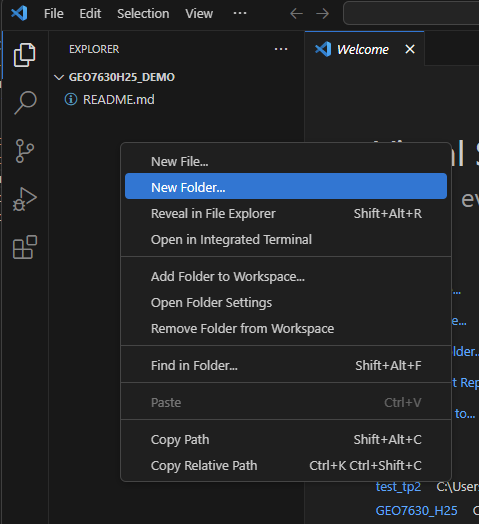 File Edit Selection View ...
EXPLORER ...
Welcome
GEO7630H25_DEMO
README.md
New File...
New Folder...
Reveal in File Explorer Shift+Alt+R
Open in Integrated Terminal
Add Folder to Workspace...
Open Folder Settings
Remove Folder from Workspace
Find in Folder... Shift+Alt+F
Paste Ctrl+V
Copy Path Shift+Alt+C
Copy Relative Path Ctrl+K Ctrl+Shift+C
to...
test_tp2 C:\Users
GEO7630_H25